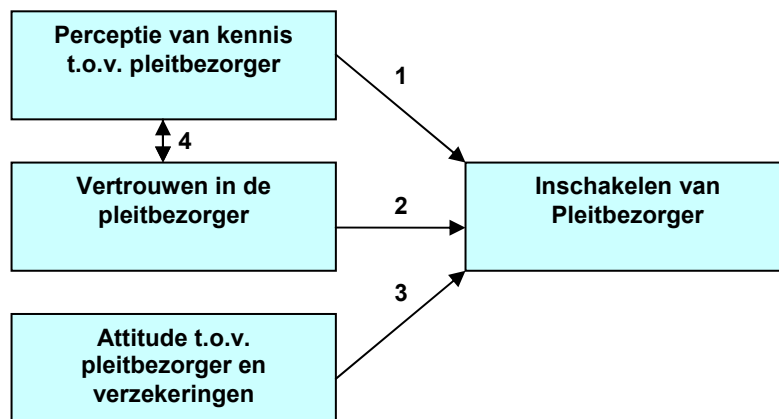 Perceptie van kennis
t.o.v. pleitbezorger
1
4
Vertrouwen in de
pleitbezorger
2
Inschakelen van
Pleitbezorger
3
Attitude t.o.v.
pleitbezorger en
verzekeringen